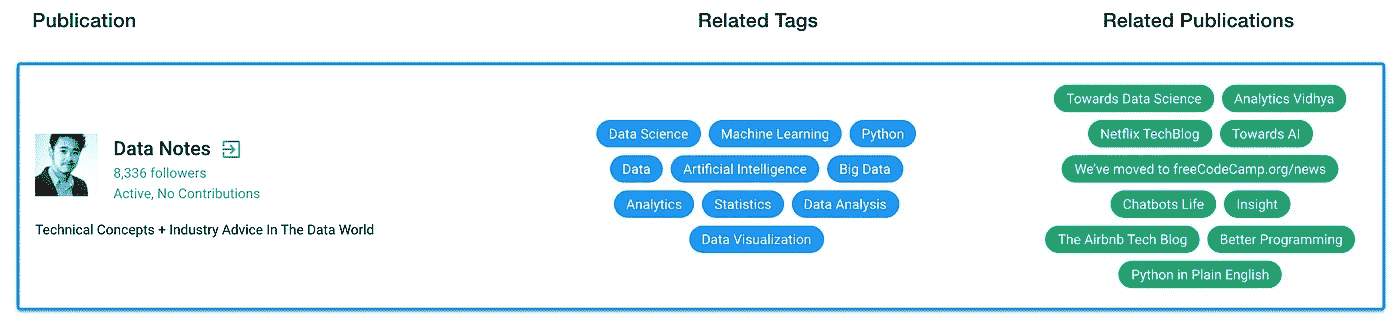 Publication
Related Tags
Related Publications
Data Notes
8,336 followers
Active, No Contributions
Technical Concepts + Industry Advice In The Data World
Data Science Machine Learning Python
Data Artificial Intelligence Big Data
Analytics Statistics Data Analysis
Data Visualization
Towards Data Science Analytics Vidhya
Netflix TechBlog Towards AI
We've moved to freeCodeCamp.org/news
Chatbots Life Insight
The Airbnb Tech Blog Better Programming
Python in Plain English